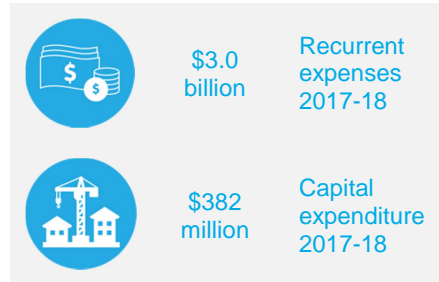 $
$
$3.0
billion
Recurrent
expenses
2017-18
$382
million
Capital
expenditure
2017-18